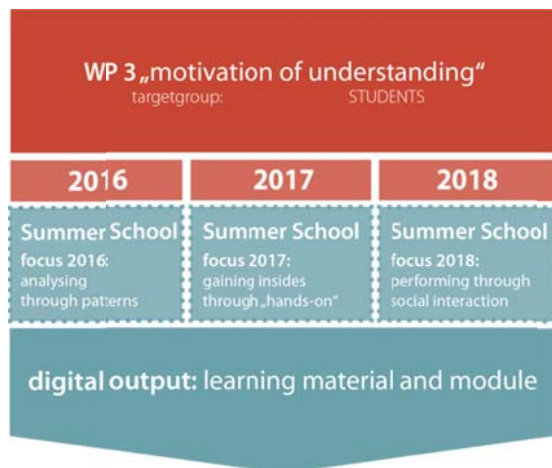 WP 3 „motivation of understanding“
targetgroup: STUDENTS
2016
2017
2018
Summer School
focus 2016:
analysing
through patterns
Summer School
focus 2017:
gaining insides
through „hands-on“
Summer School
focus 2018:
performing through
social interaction
digital output: learning material and module